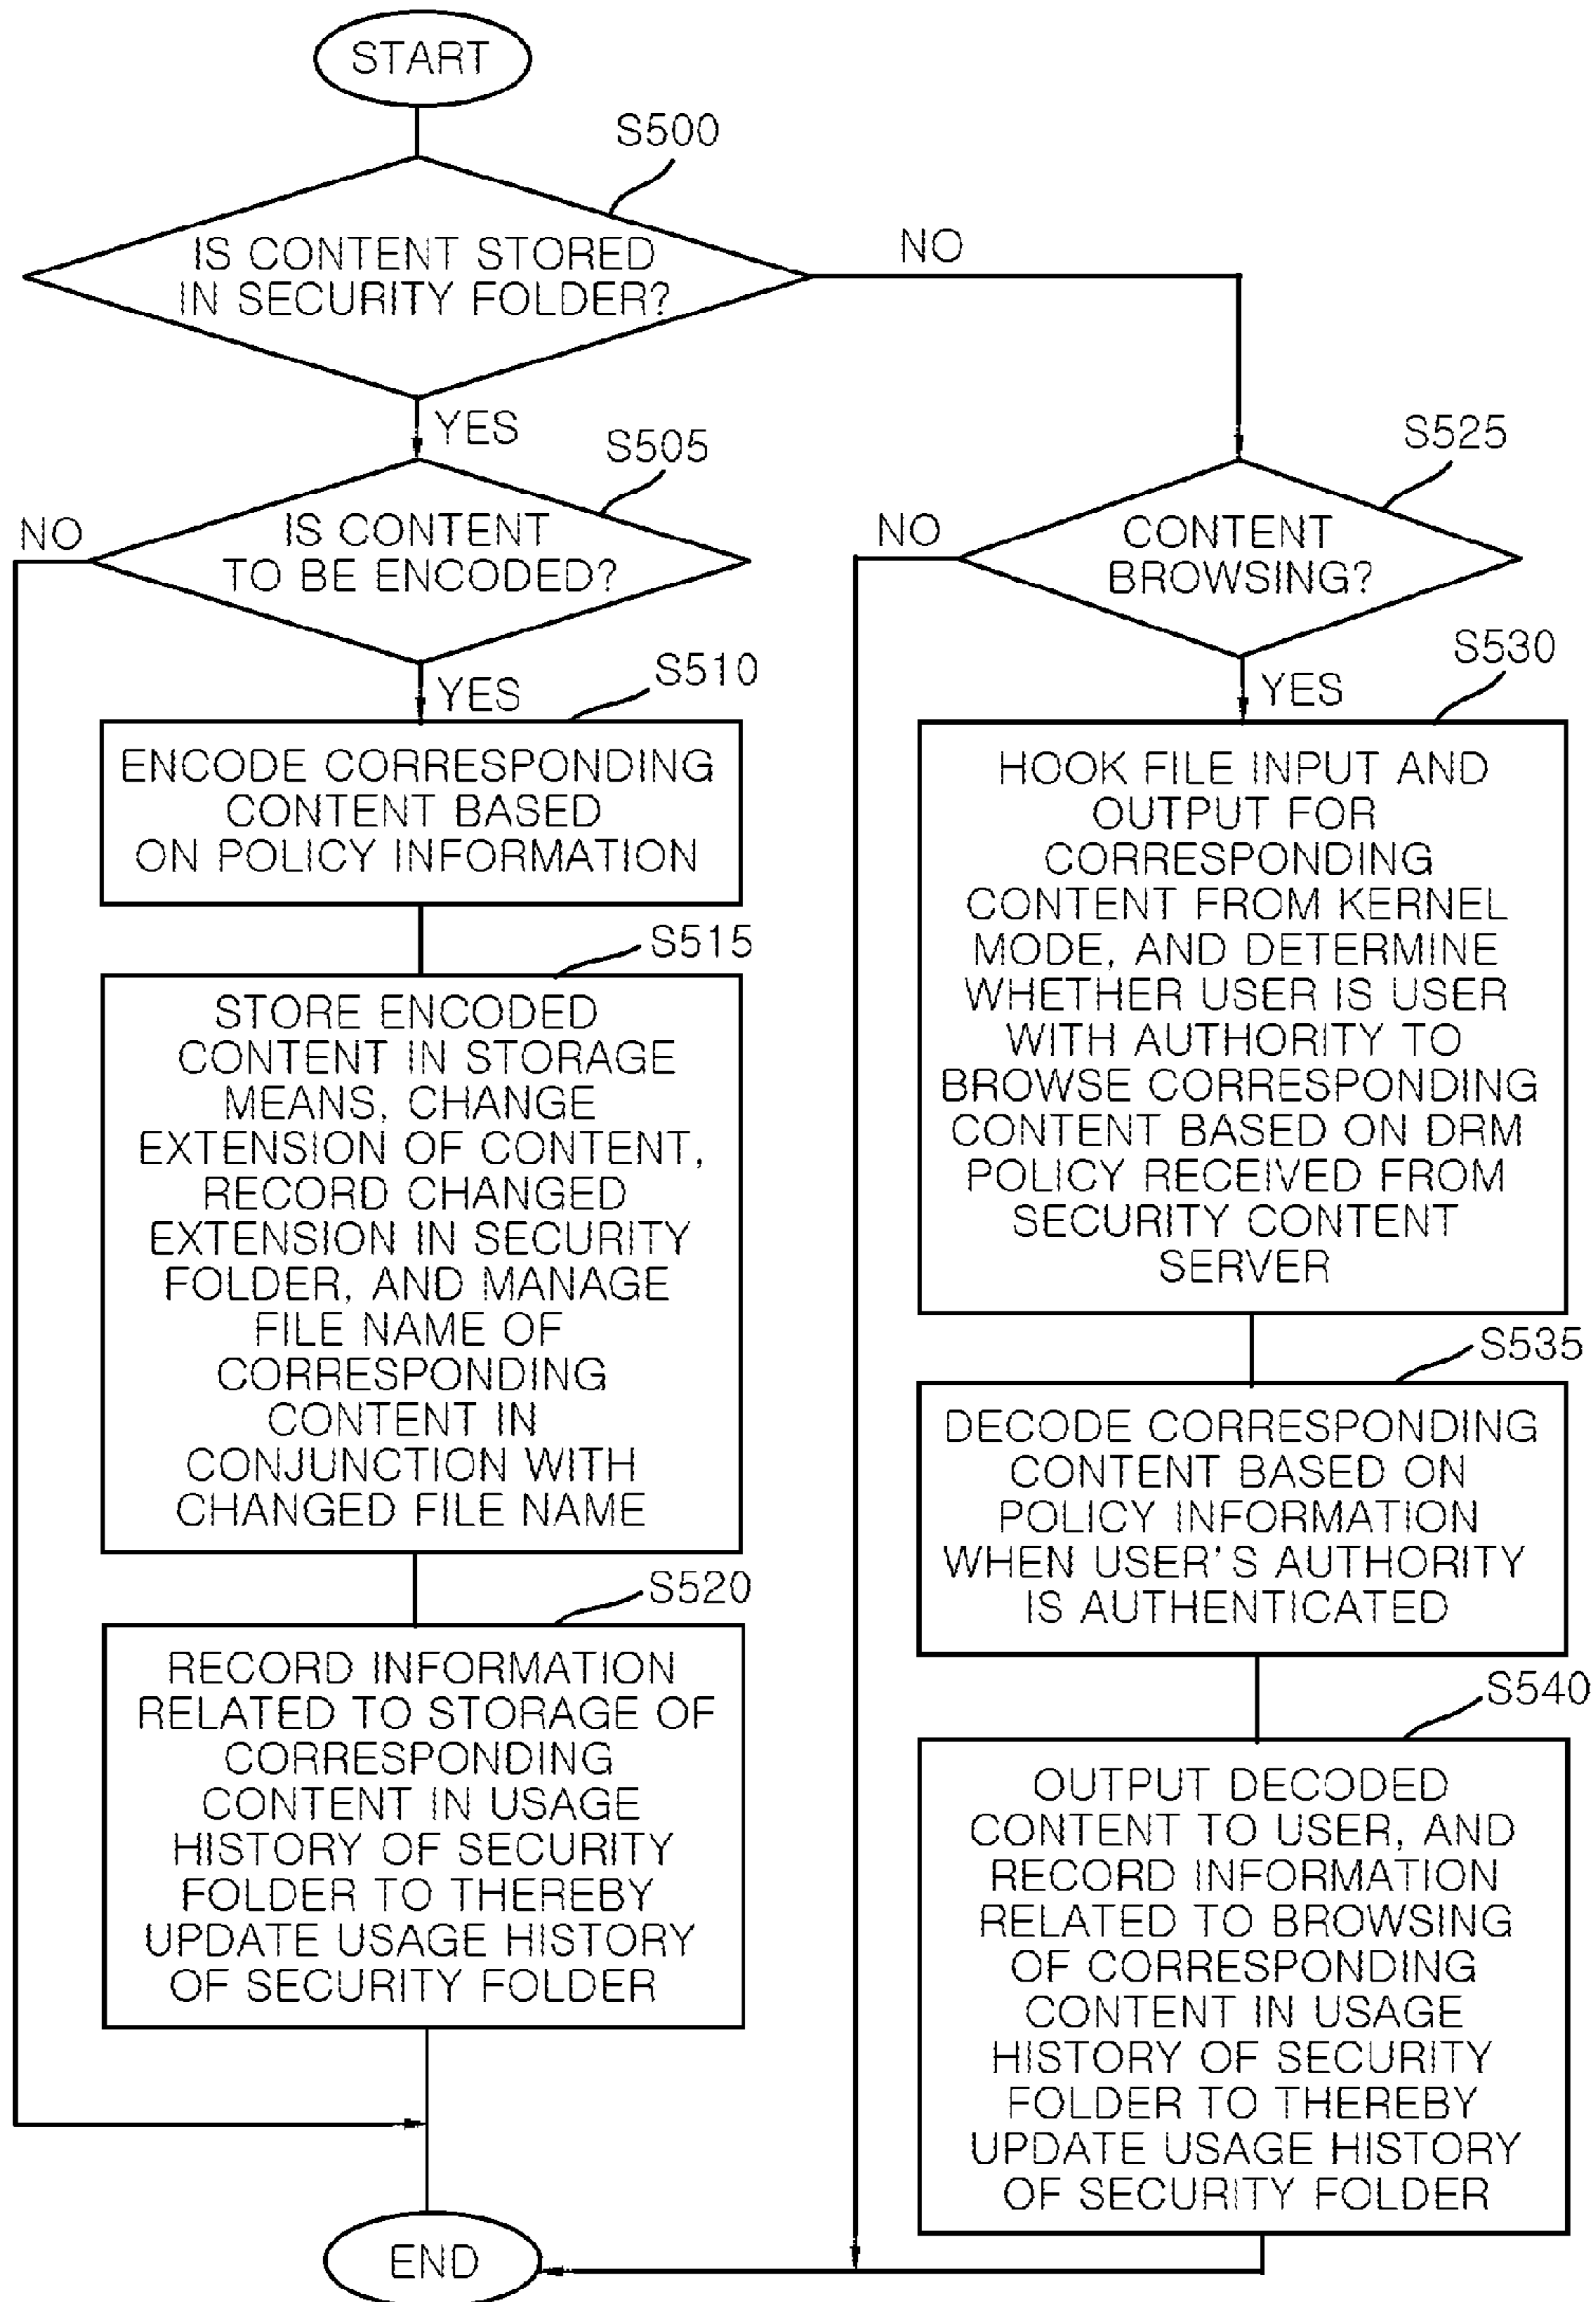 START
S500
IS CONTENT STORED
IN SECURITY FOLDER?
NO
YES
S505
IS CONTENT
TO BE ENCODED?
NO
YES
S510
ENCODE CORRESPONDING
CONTENT BASED
ON POLICY INFORMATION
S515
STORE ENCODED
CONTENT IN STORAGE
MEANS, CHANGE
EXTENSION OF CONTENT,
RECORD CHANGED
EXTENSION IN SECURITY
FOLDER, AND MANAGE
FILE NAME OF
CORRESPONDING
CONTENT IN
CONJUNCTION WITH
CHANGED FILE NAME
S520
RECORD INFORMATION
RELATED TO STORAGE OF
CORRESPONDING
CONTENT IN USAGE
HISTORY OF SECURITY
FOLDER TO THEREBY
UPDATE USAGE HISTORY
OF SECURITY FOLDER
S525
CONTENT
BROWSING?
NO
YES
S530
HOOK FILE INPUT AND
OUTPUT FOR
CORRESPONDING
CONTENT FROM KERNEL
MODE, AND DETERMINE
WHETHER USER IS USER
WITH AUTHORITY TO
BROWSE CORRESPONDING
CONTENT BASED ON DRM
POLICY RECEIVED FROM
SECURITY CONTENT
SERVER
S535
DECODE CORRESPONDING
CONTENT BASED ON
POLICY INFORMATION
WHEN USER'S AUTHORITY
IS AUTHENTICATED
S540
OUTPUT DECODED
CONTENT TO USER, AND
RECORD INFORMATION
RELATED TO BROWSING
OF CORRESPONDING
CONTENT IN USAGE
HISTORY OF SECURITY
FOLDER TO THEREBY
UPDATE USAGE HISTORY
OF SECURITY FOLDER
END